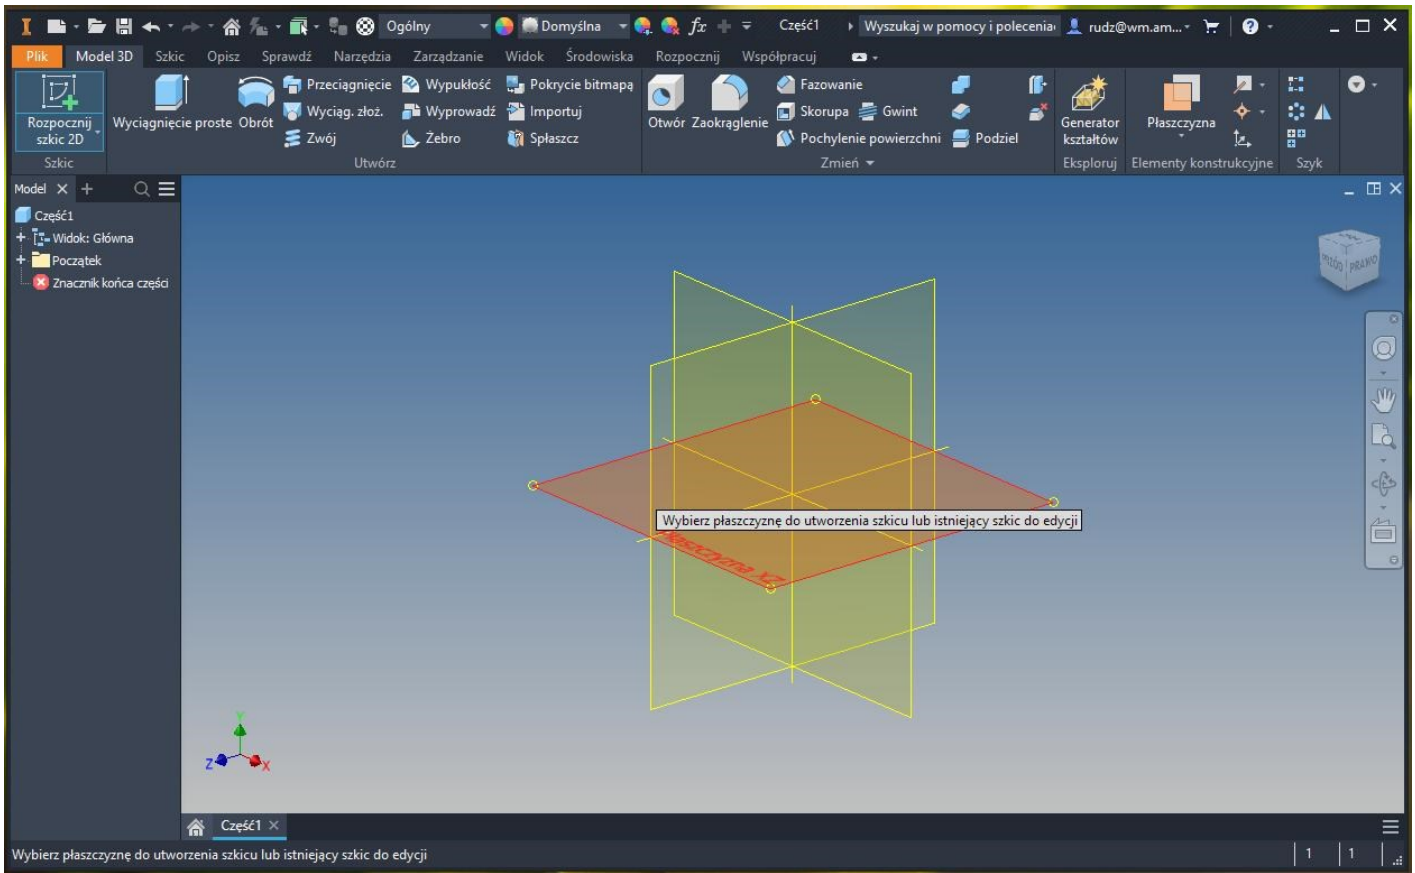 Ogólny
Domyślna
fx
Część1
Wyszukaj w pomocy i polecenia
rudz@wm.am...
Plik Model 3D Szkic Opisz Sprawdź Narzędzia Zarządzanie Widok Środowiska Rozpocznij Współpracuj
Rozpocznij
szkic 2D
Szkic
Wyciągnięcie proste
Obrót
Przeciągnięcie
Wyciąg. złoż.
Zwój
Wypukłość
Wyprowadź
Żebro
Pokrycie bitmapą
Importuj
Spłaszcz
Utwórz
Otwór
Zaokrąglenie
Fazowanie
Skorupa
Gwint
Pochylenie powierzchni
Podziel
Zmień
Generator
kształtów
Eksploruj
Płaszczyzna
Elementy konstrukcyjne
Szyk
Model
Część1
Widok: Główna
Początek
Znacznik końca części
PRAWO
Wybierz płaszczyznę do utworzenia szkicu lub istniejący szkic do edycji
Płaszczyzna XZ
Y
Z
X
Część1
Wybierz płaszczyznę do utworzenia szkicu lub istniejący szkic do edycji
1
1